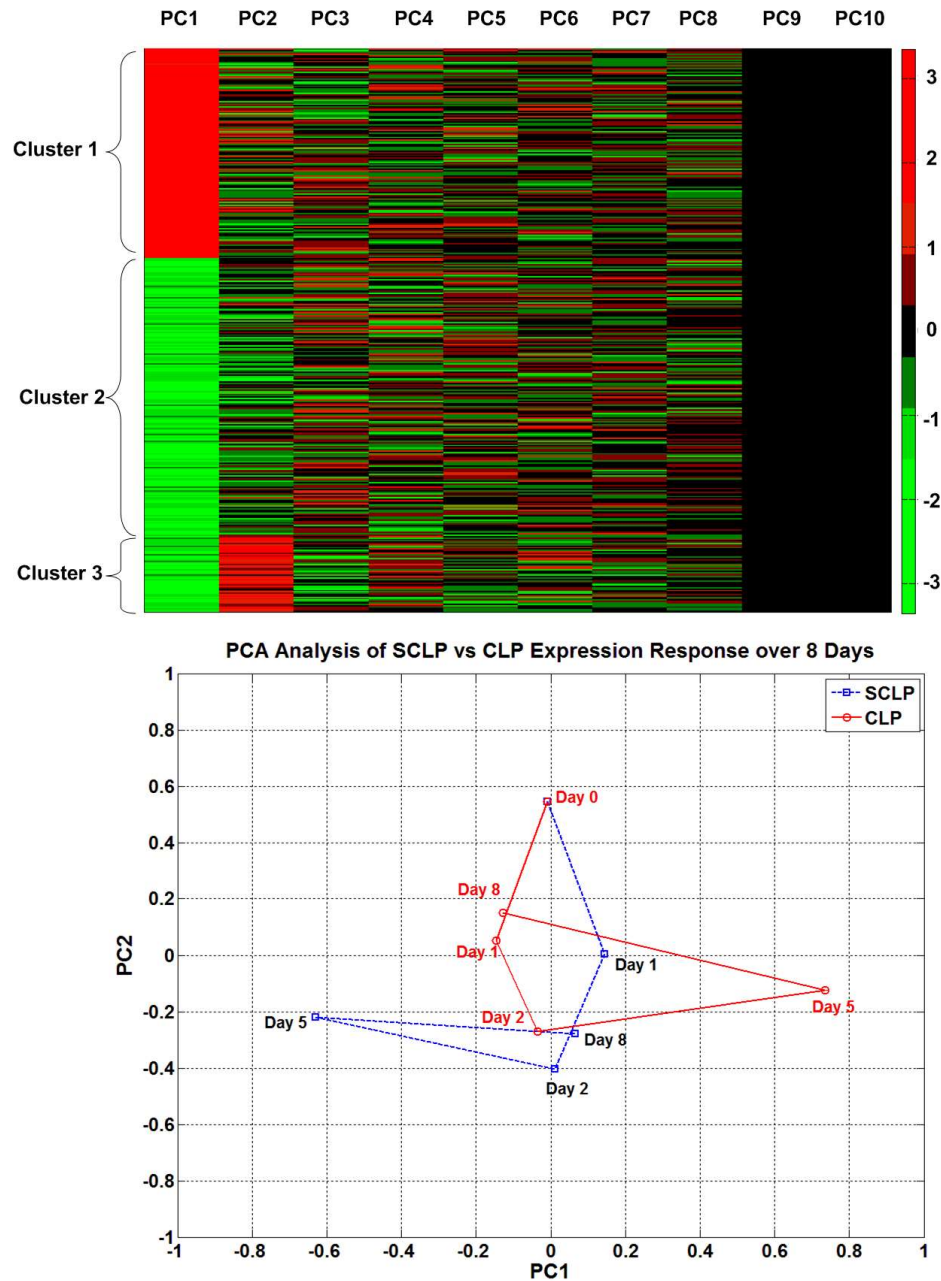 PC1 PC2 PC3 PC4 PC5 PC6 PC7 PC8 PC9 PC10
Cluster 1
Cluster 2
Cluster 3
3
2
1
0
-1
-2
-3
PCA Analysis of SCLP vs CLP Expression Response over 8 Days
SCLP
CLP
PC2
1
0.8
0.6
0.4
0.2
0
-0.2
-0.4
-0.6
-0.8
-1
Day 0
Day 8
Day 1
Day 1
Day 5
Day 2
Day 5
Day 8
Day 2
-1 -0.8 -0.6 -0.4 -0.2 0 0.2 0.4 0.6 0.8 1
PC1